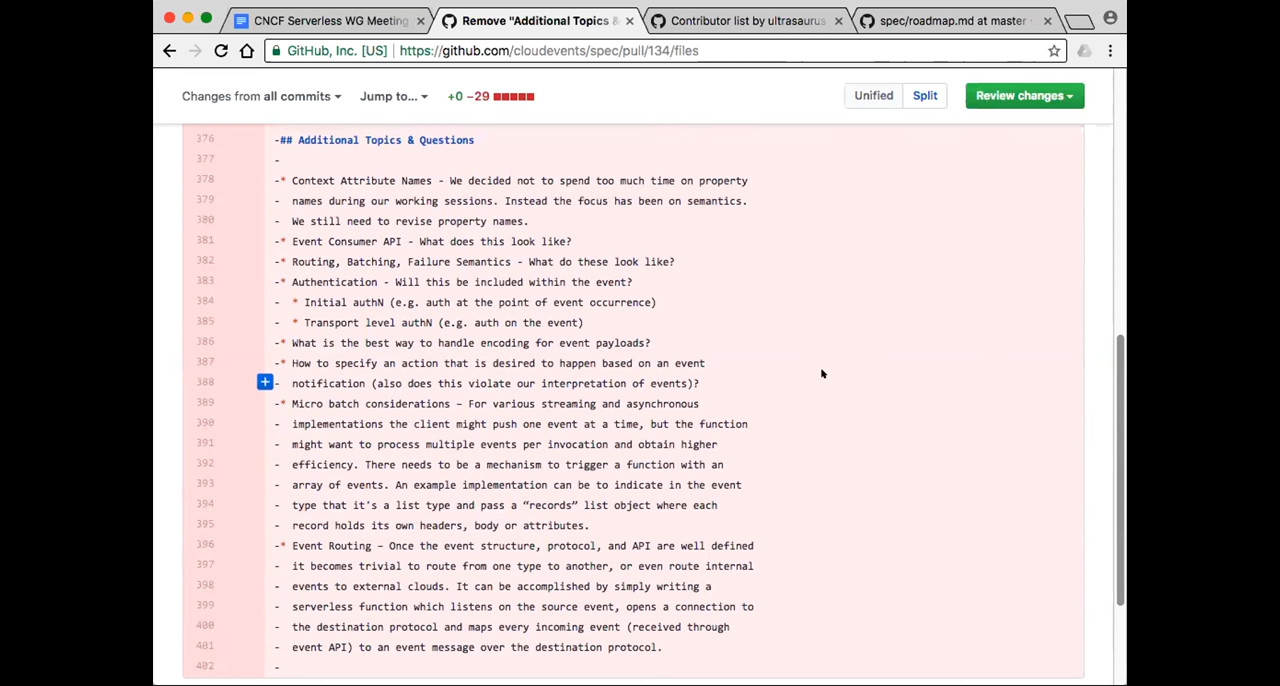 CNCF Serverless WG Meeting
Remove "Additional Topics &
Contributor list by ultrasaurus
spec/roadmap.md at master
GitHub, Inc. [US] | https://github.com/cloudevents/spec/pull/134/files
Changes from all commits Jump to... +0 −29 Unified Split Review changes
376 -## Additional Topics & Questions
377 -
378 -* Context Attribute Names - We decided not to spend too much time on property
379 - names during our working sessions. Instead the focus has been on semantics.
380 - We still need to revise property names.
381 -* Event Consumer API - What does this look like?
382 -* Routing, Batching, Failure Semantics - What do these look like?
383 -* Authentication - Will this be included within the event?
384 - * Initial authN (e.g. auth at the point of event occurrence)
385 - * Transport level authN (e.g. auth on the event)
386 -* What is the best way to handle encoding for event payloads?
387 -* How to specify an action that is desired to happen based on an event
388 - notification (also does this violate our interpretation of events)?
389 -* Micro batch considerations – For various streaming and asynchronous
390 - implementations the client might push one event at a time, but the function
391 - might want to process multiple events per invocation and obtain higher
392 - efficiency. There needs to be a mechanism to trigger a function with an
393 - array of events. An example implementation can be to indicate in the event
394 - type that it's a list type and pass a “records” list object where each
395 - record holds its own headers, body or attributes.
396 -* Event Routing – Once the event structure, protocol, and API are well defined
397 - it becomes trivial to route from one type to another, or even route internal
398 - events to external clouds. It can be accomplished by simply writing a
399 - serverless function which listens on the source event, opens a connection to
400 - the destination protocol and maps every incoming event (received through
401 - event API) to an event message over the destination protocol.
402 -